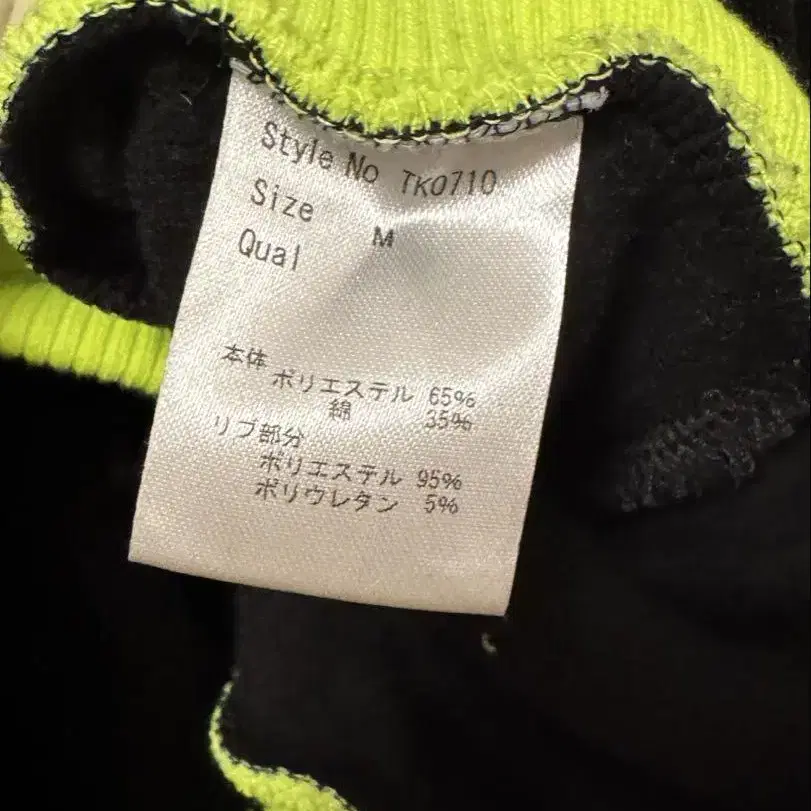 Style No TK0710
Size M
Qual
本体
ポリエステル 65%
綿 35%
リブ部分
ポリエステル 95%
ポリウレタン 5%